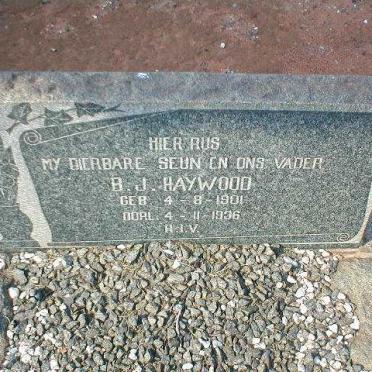 HIER RUS
MY DIERBARE SEUN EN ONS VADER
B.J. HAYWOOD
GEB. 4-8-1901
OORL. 4-11-1936
R.I.V.